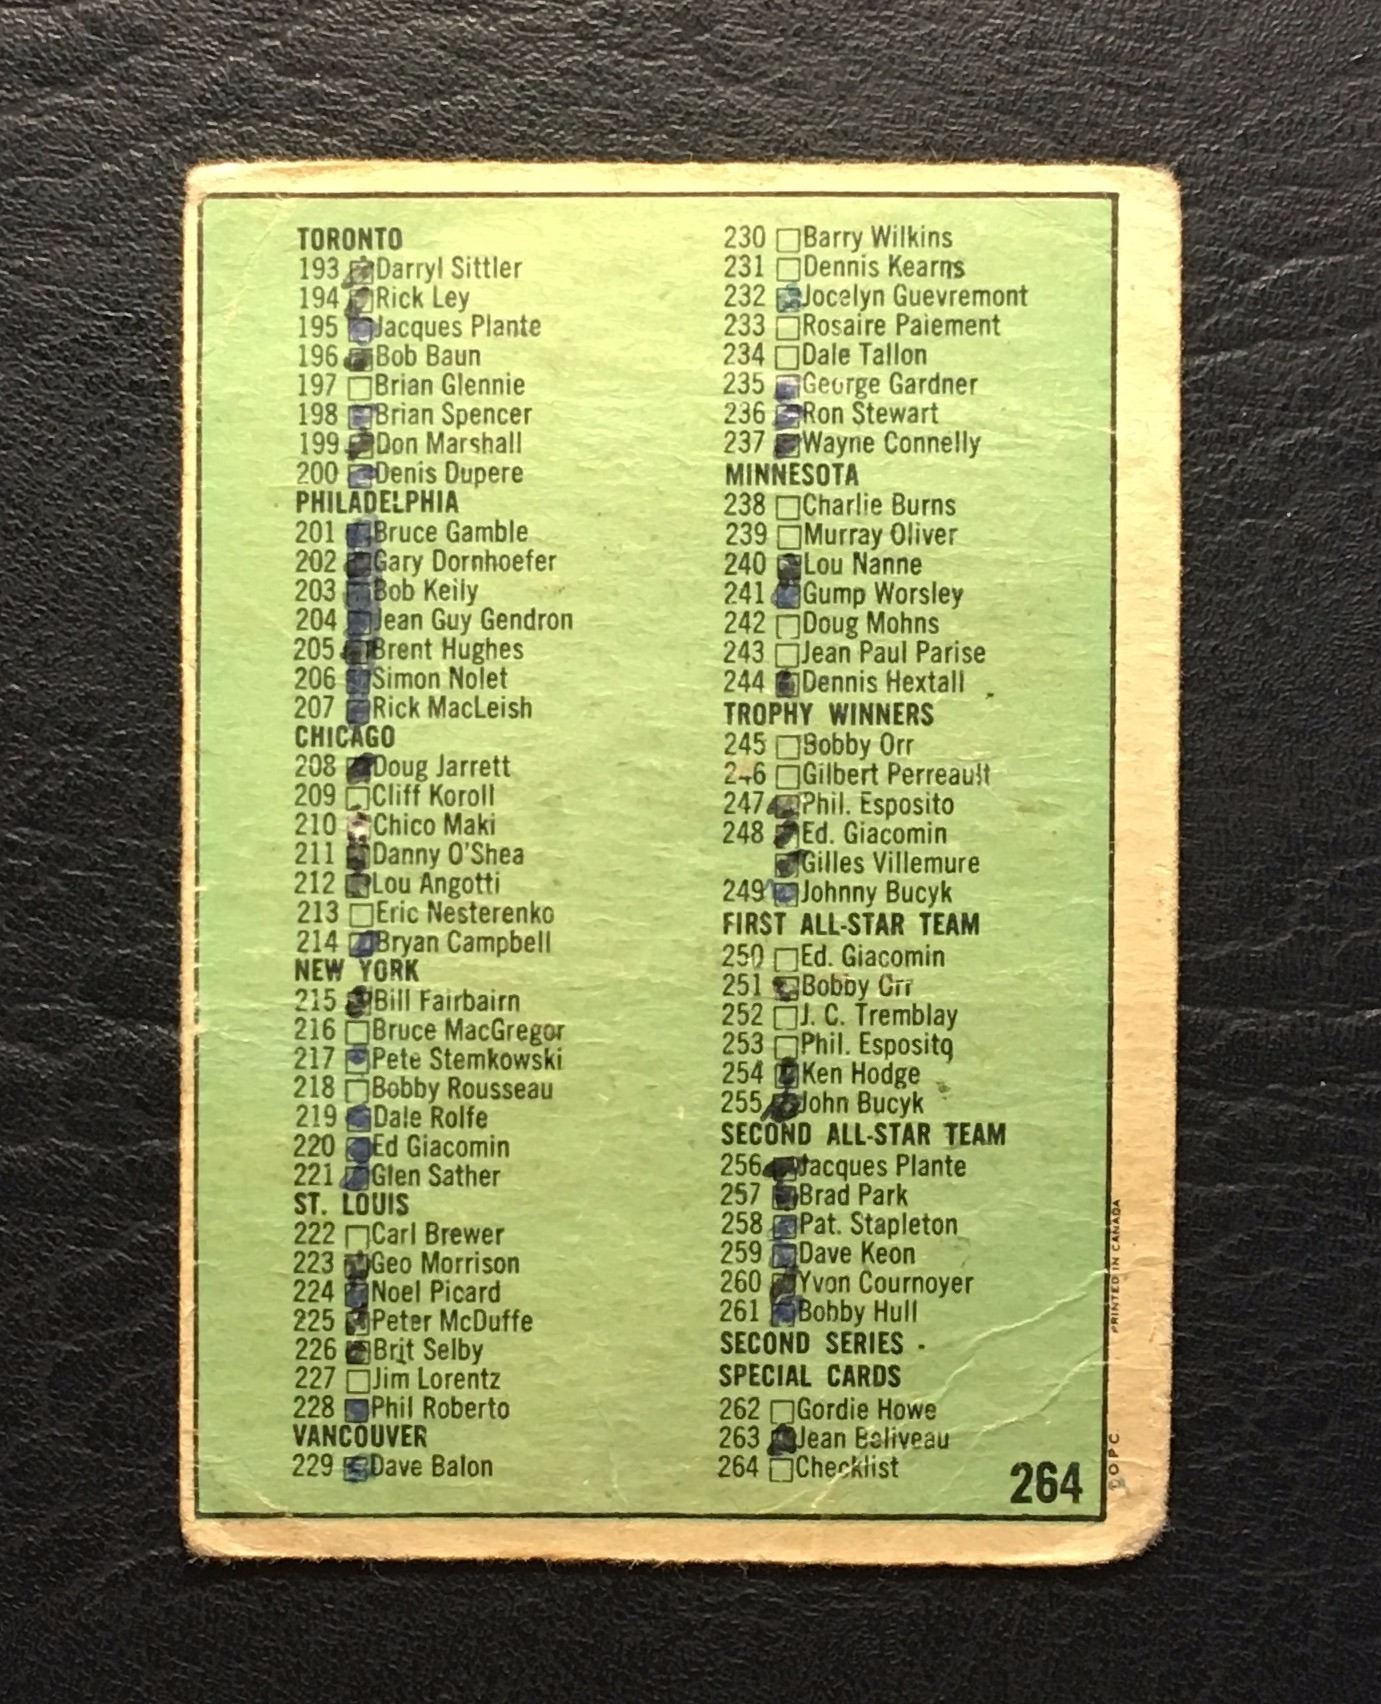 TORONTO
193 Darryl Sittler
194 Rick Ley
195 Jacques Plante
196 Bob Baun
197 Brian Glennie
198 Brian Spencer
199 Don Marshall
200 Denis Dupere
PHILADELPHIA
201 Bruce Gamble
202 Gary Dornhoefer
203 Bob Keily
204 Jean Guy Gendron
205 Brent Hughes
206 Simon Nolet
207 Rick MacLeish
CHICAGO
208 Doug Jarrett
209 Cliff Koroll
210 Chico Maki
211 Danny O'Shea
212 Lou Angotti
213 Eric Nesterenko
214 Bryan Campbell
NEW YORK
215 Bill Fairbairn
216 Bruce MacGregor
217 Pete Stemkowski
218 Bobby Rousseau
219 Dale Rolfe
220 Ed Giacomin
221 Glen Sather
ST. LOUIS
222 Carl Brewer
223 Geo Morrison
224 Noel Picard
225 Peter McDuffe
226 Brit Selby
227 Jim Lorentz
228 Phil Roberto
VANCOUVER
229 Dave Balon
230 Barry Wilkins
231 Dennis Kearns
232 Jocelyn Guevremont
233 Rosaire Paiement
234 Dale Tallon
235 George Gardner
236 Ron Stewart
237 Wayne Connelly
MINNESOTA
238 Charlie Burns
239 Murray Oliver
240 Lou Nanne
241 Gump Worsley
242 Doug Mohns
243 Jean Paul Parise
244 Dennis Hextall
TROPHY WINNERS
245 Bobby Orr
246 Gilbert Perreault
247 Phil. Esposito
248 Ed. Giacomin
Gilles Villemure
249 Johnny Bucyk
FIRST ALL-STAR TEAM
250 Ed. Giacomin
251 Bobby Orr
252 J. C. Tremblay
253 Phil. Esposito
254 Ken Hodge
255 John Bucyk
SECOND ALL-STAR TEAM
256 Jacques Plante
257 Brad Park
258 Pat. Stapleton
259 Dave Keon
260 Yvon Cournoyer
261 Bobby Hull
SECOND SERIES -
SPECIAL CARDS
262 Gordie Howe
263 Jean Beliveau
264 Checklist
264
PRINTED IN CANADA
OPC